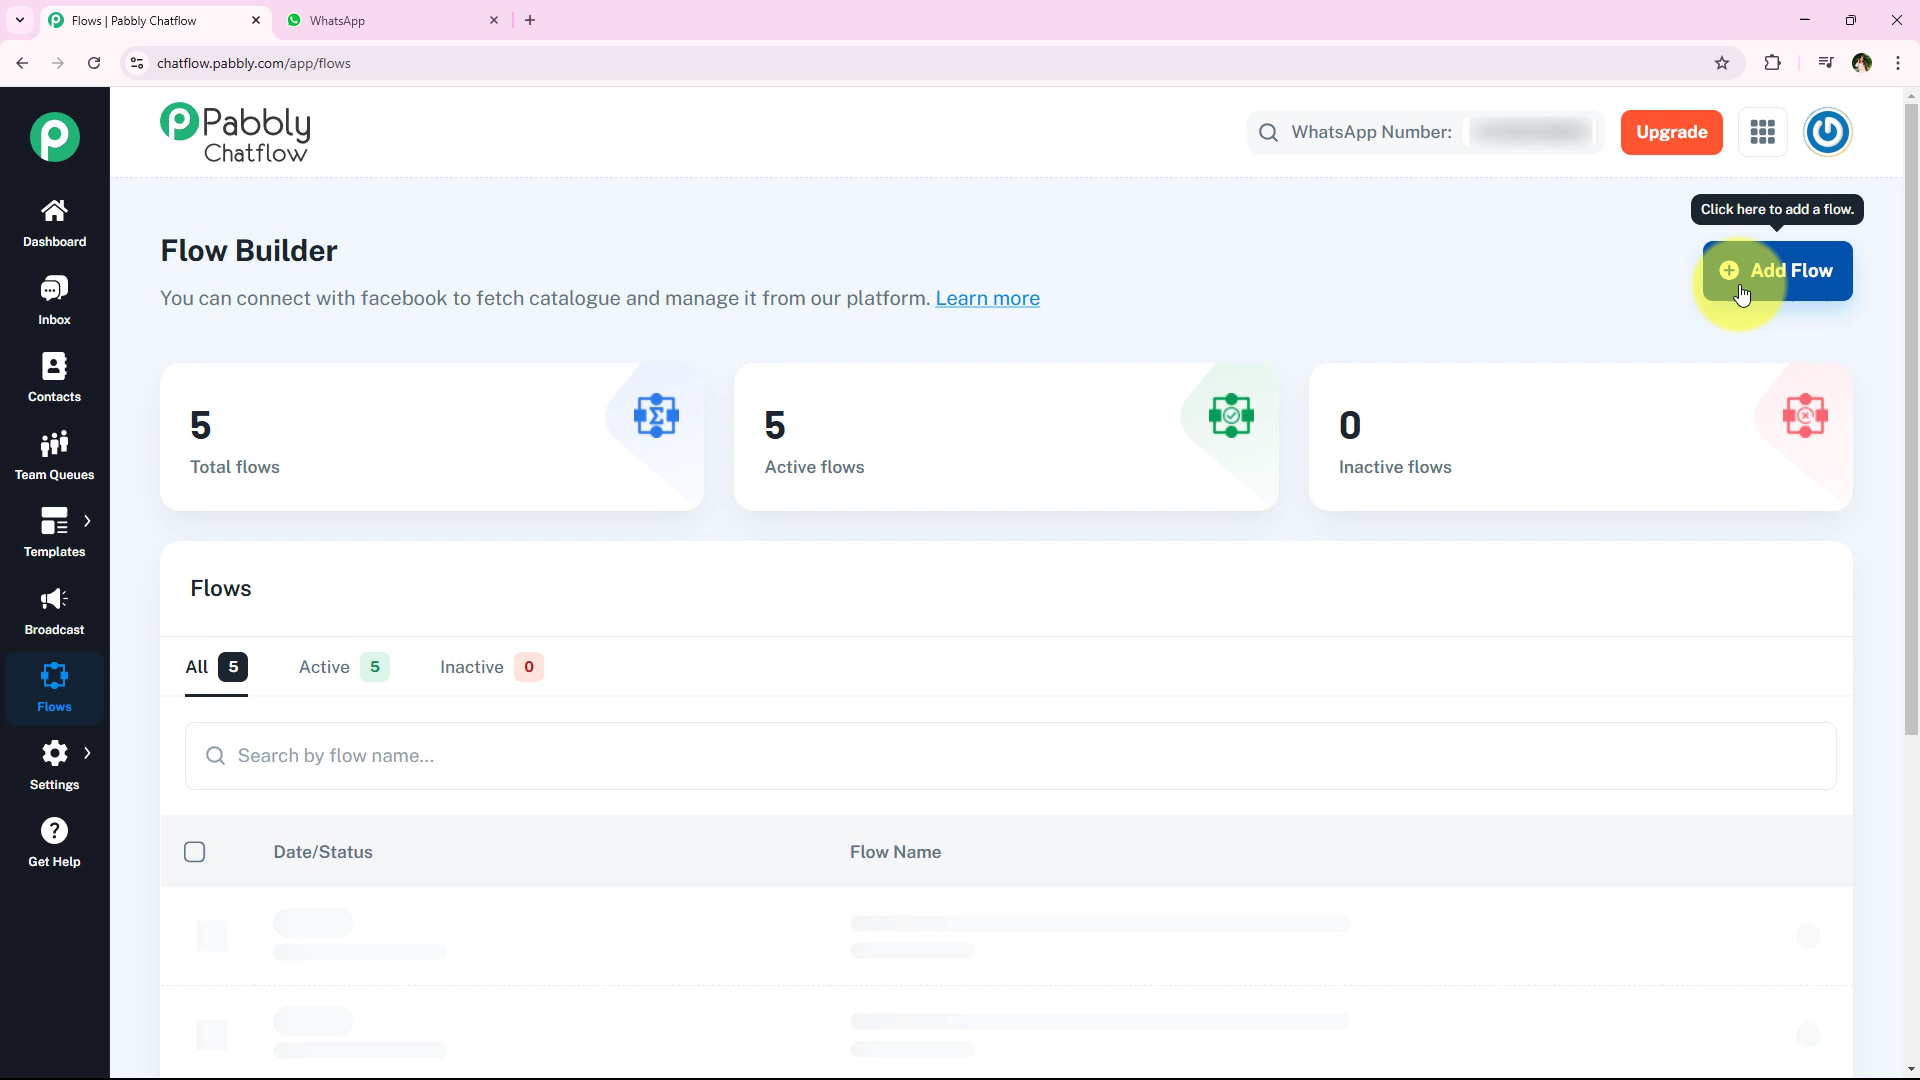 Flows | Pabbly Chatflow
WhatsApp
chatflow.pabbly.com/app/flows
Pabbly
Chatflow
WhatsApp Number:
Upgrade
Click here to add a flow.
Dashboard
Inbox
Contacts
Team Queues
Templates
Broadcast
Flows
Settings
Get Help
Flow Builder
Add Flow
You can connect with facebook to fetch catalogue and manage it from our platform. Learn more
5
Total flows
5
Active flows
0
Inactive flows
Flows
All 5
Active 5
Inactive 0
Search by flow name...
Date/Status
Flow Name